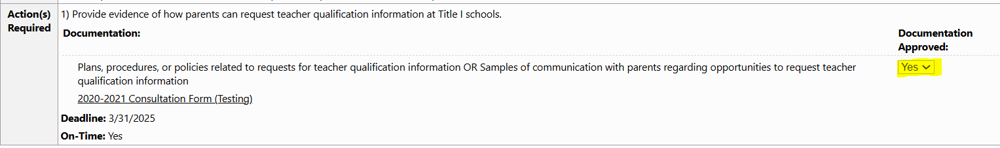 Action(s) Required
1) Provide evidence of how parents can request teacher qualification information at Title I schools.
Documentation:
Documentation Approved:
Plans, procedures, or policies related to requests for teacher qualification information OR Samples of communication with parents regarding opportunities to request teacher
qualification information
Yes
2020-2021 Consultation Form (Testing)
Deadline: 3/31/2025
On-Time: Yes